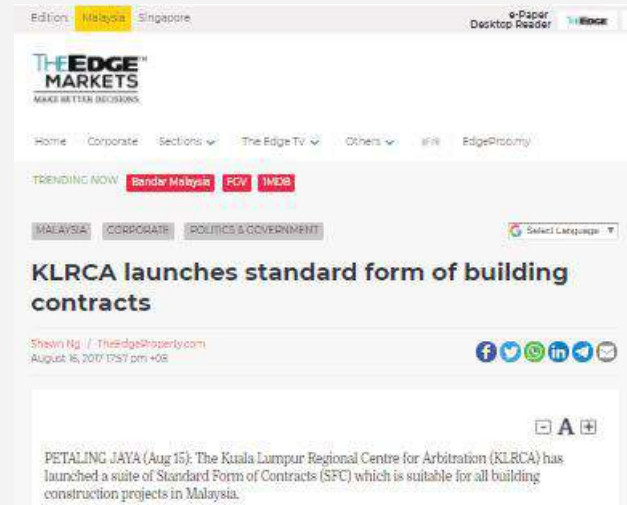 Edition: Malaysia Singapore
e-Paper
Desktop Reader
THE EDGE
THE EDGE™
MARKETS
MAKE BETTER DECISIONS
Home Corporate Sections The Edge TV Others EdgeProp.my
TRENDING NOW Bandar Malaysia FGV 1MDB
MALAYSIA CORPORATE POLITICS & GOVERNMENT
G Select Language ▼
KLRCA launches standard form of building
contracts
Shawn Ng / TheEdgeProperty.com
August 16, 2017 17:57 pm +08
A
PETALING JAYA (Aug 15): The Kuala Lumpur Regional Centre for Arbitration (KLRCA) has
launched a suite of Standard Form of Contracts (SFC) which is suitable for all building
construction projects in Malaysia.